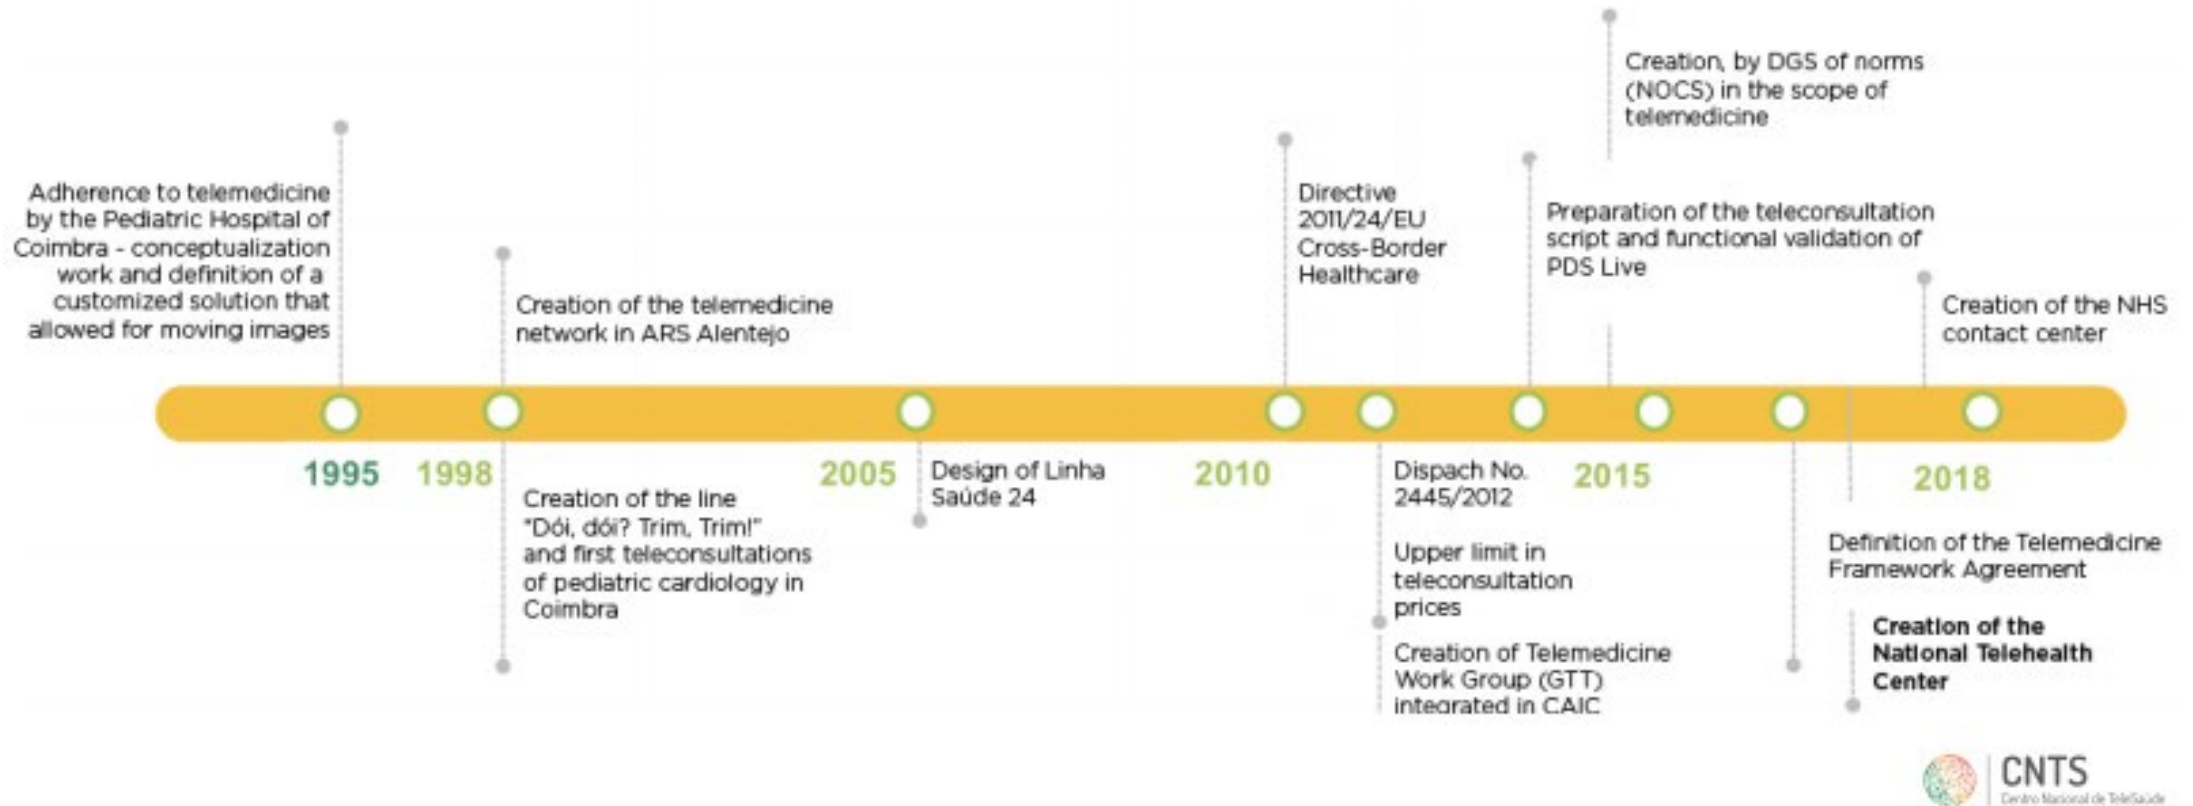 Creation, by DGS of norms
(NOCS) in the scope of
telemedicine
Adherence to telemedicine
by the Pediatric Hospital of
Coimbra - conceptualization
work and definition of a
customized solution that
allowed for moving images
Creation of the telemedicine
network in ARS Alentejo
Directive
2011/24/EU
Cross-Border
Healthcare
Preparation of the teleconsultation
script and functional validation of
PDS Live
Creation of the NHS
contact center
1995
1998
2005
2010
2015
2018
Creation of the line
"Dói, dói? Trim, Trim!"
and first teleconsultations
of pediatric cardiology in
Coimbra
Design of Linha
Saúde 24
Dispach No.
2445/2012
Upper limit in
teleconsultation
prices
Creation of Telemedicine
Work Group (GTT)
integrated in CAIC
Definition of the Telemedicine
Framework Agreement
Creation of the
National Telehealth
Center
CNTS
Centro Nacional de TeleSaúde